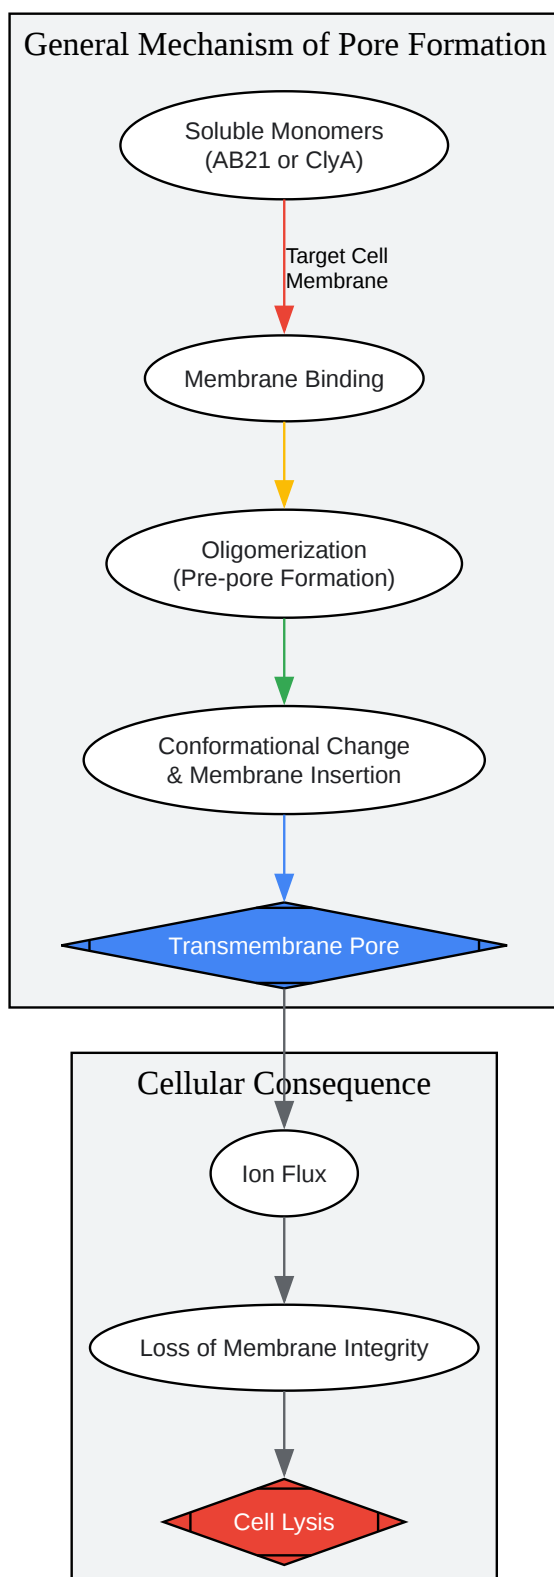 General Mechanism of Pore Formation
Soluble Monomers
(AB21 or ClyA)
Target Cell
Membrane
Membrane Binding
Oligomerization
(Pre-pore Formation)
Conformational Change
& Membrane Insertion
Transmembrane Pore
Cellular Consequence
Ion Flux
Loss of Membrane Integrity
Cell Lysis